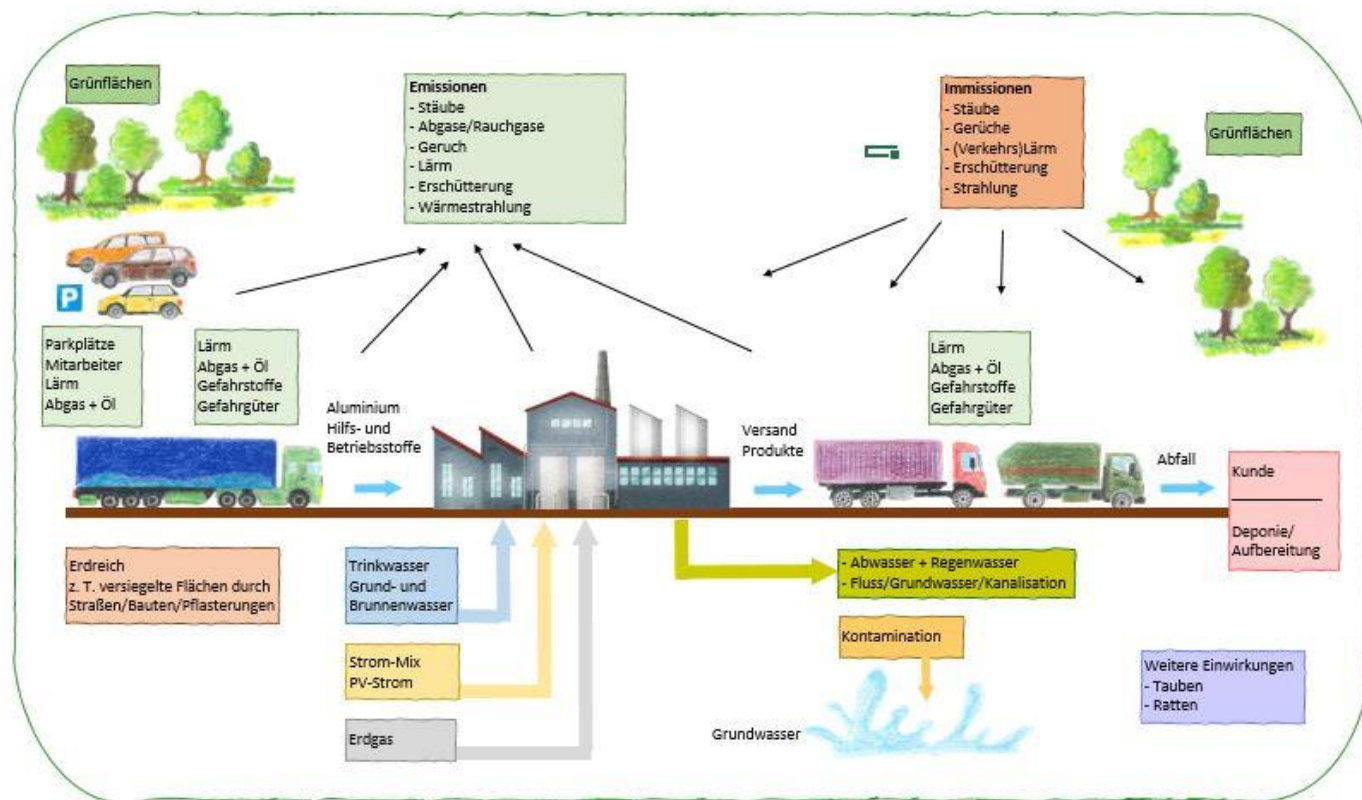 Grünflächen
Emissionen
- Stäube
- Abgase/Rauchgase
- Geruch
- Lärm
- Erschütterung
- Wärmestrahlung
Immissionen
- Stäube
- Gerüche
- (Verkehrs)Lärm
- Erschütterung
- Strahlung
Grünflächen
P
Parkplätze
Mitarbeiter
Lärm
Abgas + Öl
Lärm
Abgas + Öl
Gefahrstoffe
Gefahrgüter
Aluminium
Hilfs- und
Betriebsstoffe
Versand
Produkte
Lärm
Abgas + Öl
Gefahrstoffe
Gefahrgüter
Abfall
Kunde
Deponie/
Aufbereitung
Erdreich
z. T. versiegelte Flächen durch
Straßen/Bauten/Pflasterungen
Trinkwasser
Grund- und
Brunnenwasser
- Abwasser + Regenwasser
- Fluss/Grundwasser/Kanalisation
Strom-Mix
PV-Strom
Kontamination
Weitere Einwirkungen
- Tauben
- Ratten
Erdgas
Grundwasser